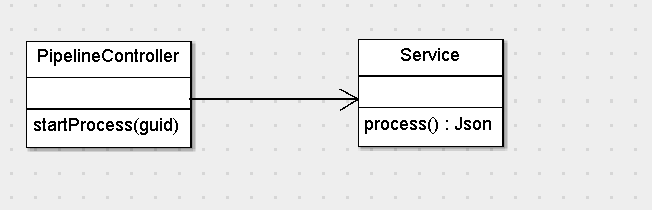 PipelineController
startProcess(guid)
Service
process() : Json